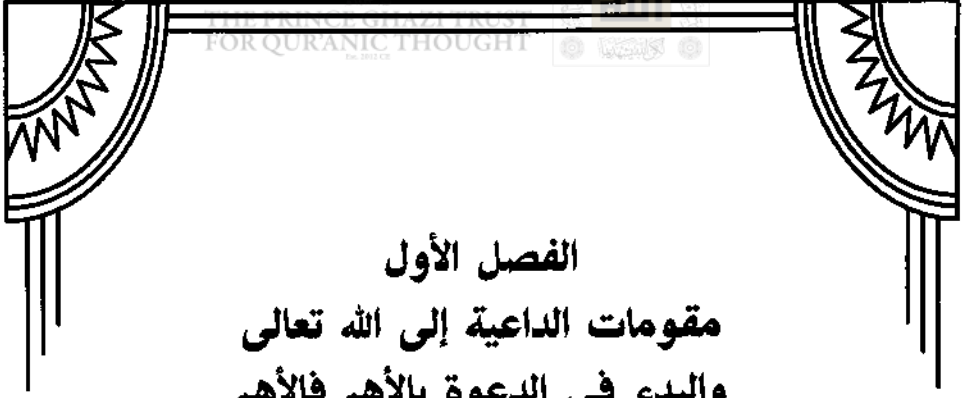 THE PRINCE GHAZI TRUST
FOR QUR'ANIC THOUGHT
الفصل الأول
مقومات الداعية إلى الله تعالى
والبدء في الدعوة بالأهم فالأهم